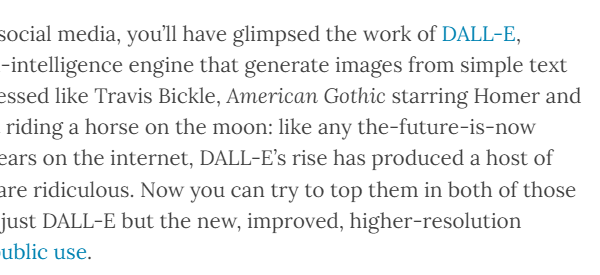 social media, you’ll have glimpsed the work of DALL-E,
-intelligence engine that generate images from simple text
essed like Travis Bickle, American Gothic starring Homer and
riding a horse on the moon: like any the-future-is-now
ears on the internet, DALL-E’s rise has produced a host of
are ridiculous. Now you can try to top them in both of those
just DALL-E but the new, improved, higher-resolution
public use.